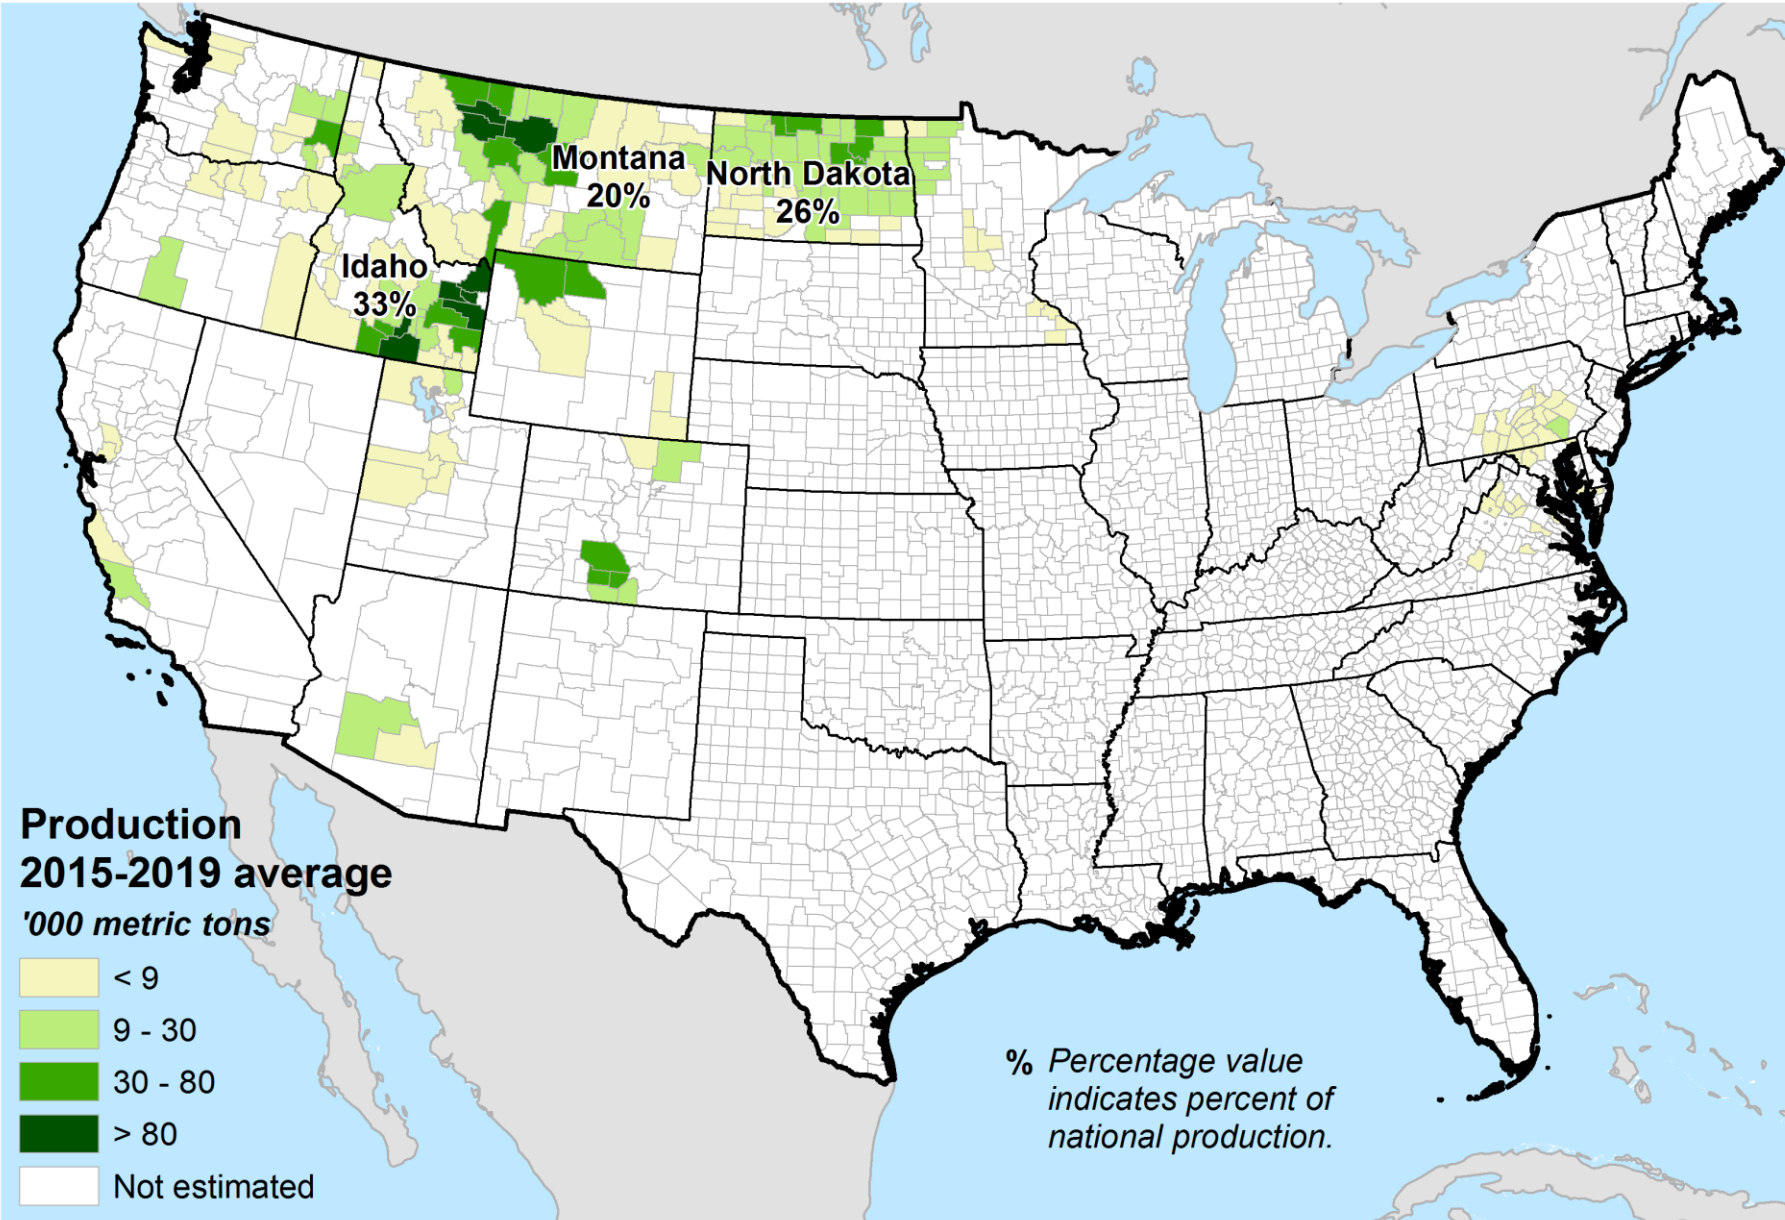 Montana
20%
North Dakota
26%
Idaho
33%
Production
2015-2019 average
'000 metric tons
< 9
9 - 30
30 - 80
> 80
Not estimated
% Percentage value
indicates percent of
national production.